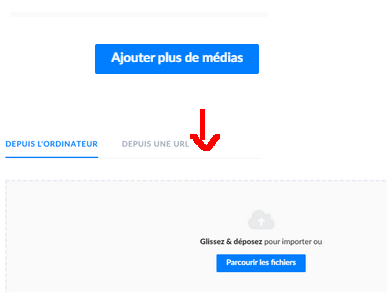 Ajouter plus de médias
DEPUIS L'ORDINATEUR DEPUIS UNE URL
Glissez & déposez pour importer ou
Parcourir les fichiers